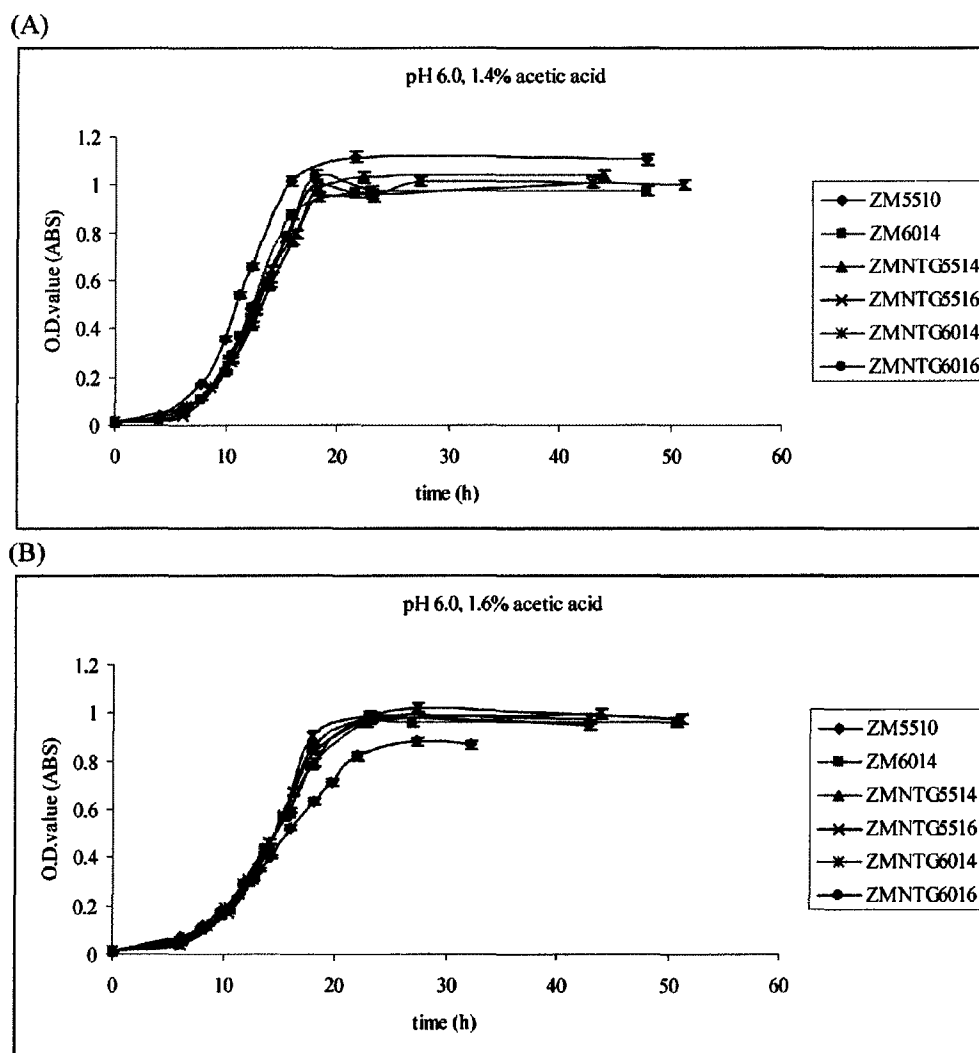 (A)
pH 6.0, 1.4% acetic acid
1.2
1
0.8
0.6
0.4
0.2
0
O.D.value (ABS)
0 10 20 30 40 50 60
time (h)
ZM5510
ZM6014
ZMNTG5514
ZMNTG5516
ZMNTG6014
ZMNTG6016
(B)
pH 6.0, 1.6% acetic acid
1.2
1
0.8
0.6
0.4
0.2
0
O.D.value (ABS)
0 10 20 30 40 50 60
time (h)
ZM5510
ZM6014
ZMNTG5514
ZMNTG5516
ZMNTG6014
ZMNTG6016